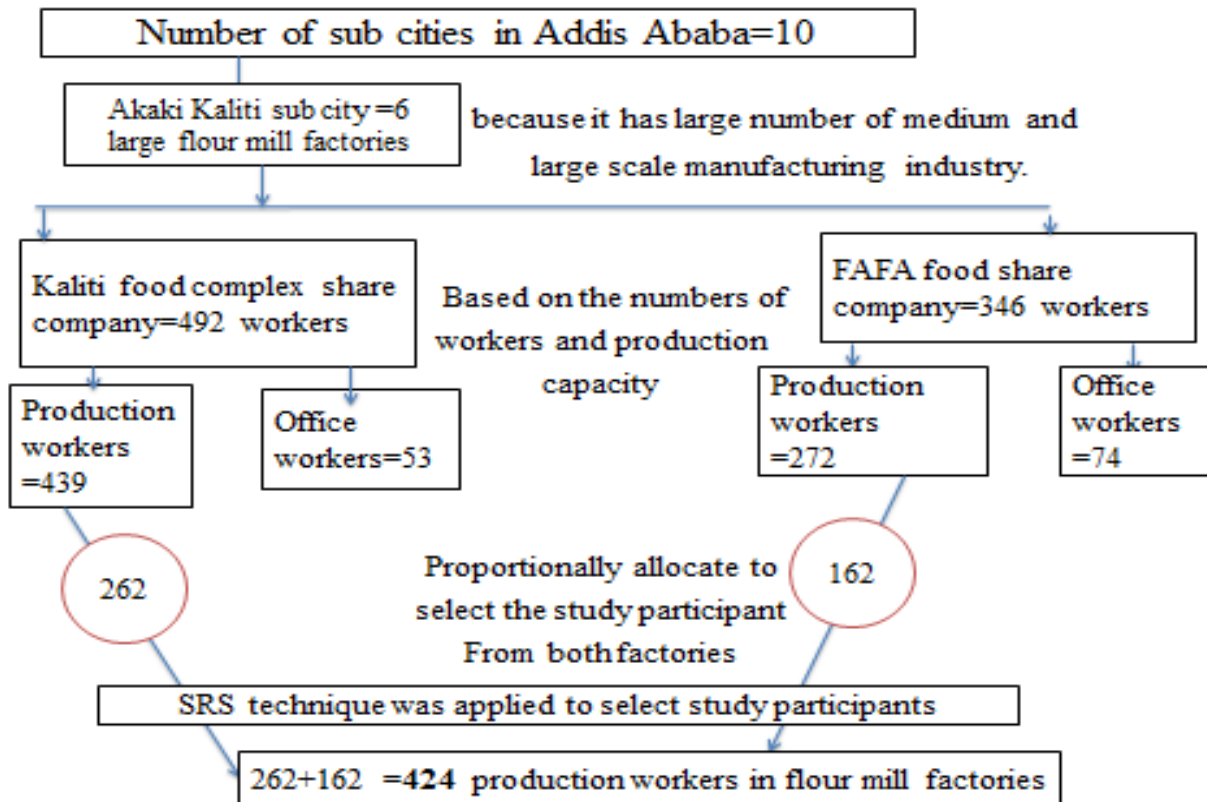 Number of sub cities in Addis Ababa=10
Akaki Kaliti sub city =6
large flour mill factories
because it has large number of medium and
large scale manufacturing industry.
Kaliti food complex share
company=492 workers
Based on the numbers of
workers and production
capacity
FAFA food share
company=346 workers
Production
workers
=439
Office
workers=53
Production
workers
=272
Office
workers
=74
262
Proportionally allocate to
select the study participant
From both factories
162
SRS technique was applied to select study participants
262+162 =424 production workers in flour mill factories